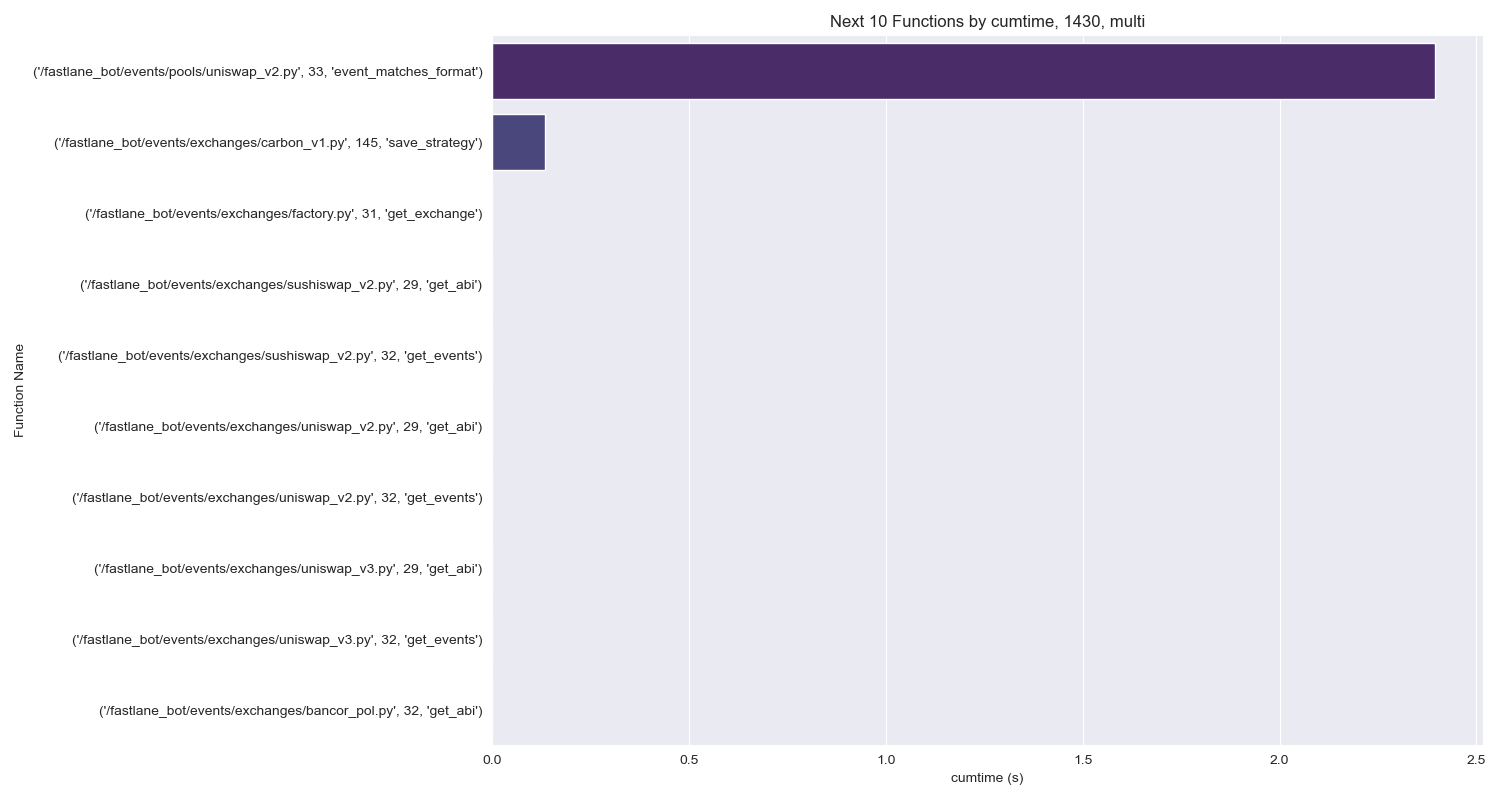 Next 10 Functions by cumtime, 1430, multi
('/fastlane_bot/events/pools/uniswap_v2.py', 33, 'event_matches_format')
('/fastlane_bot/events/exchanges/carbon_v1.py', 145, 'save_strategy')
('/fastlane_bot/events/exchanges/factory.py', 31, 'get_exchange')
('/fastlane_bot/events/exchanges/sushiswap_v2.py', 29, 'get_abi')
('/fastlane_bot/events/exchanges/sushiswap_v2.py', 32, 'get_events')
('/fastlane_bot/events/exchanges/uniswap_v2.py', 29, 'get_abi')
('/fastlane_bot/events/exchanges/uniswap_v2.py', 32, 'get_events')
('/fastlane_bot/events/exchanges/uniswap_v3.py', 29, 'get_abi')
('/fastlane_bot/events/exchanges/uniswap_v3.py', 32, 'get_events')
('/fastlane_bot/events/exchanges/bancor_pol.py', 32, 'get_abi')
Function Name
0.0 0.5 1.0 1.5 2.0 2.5
cumtime (s)